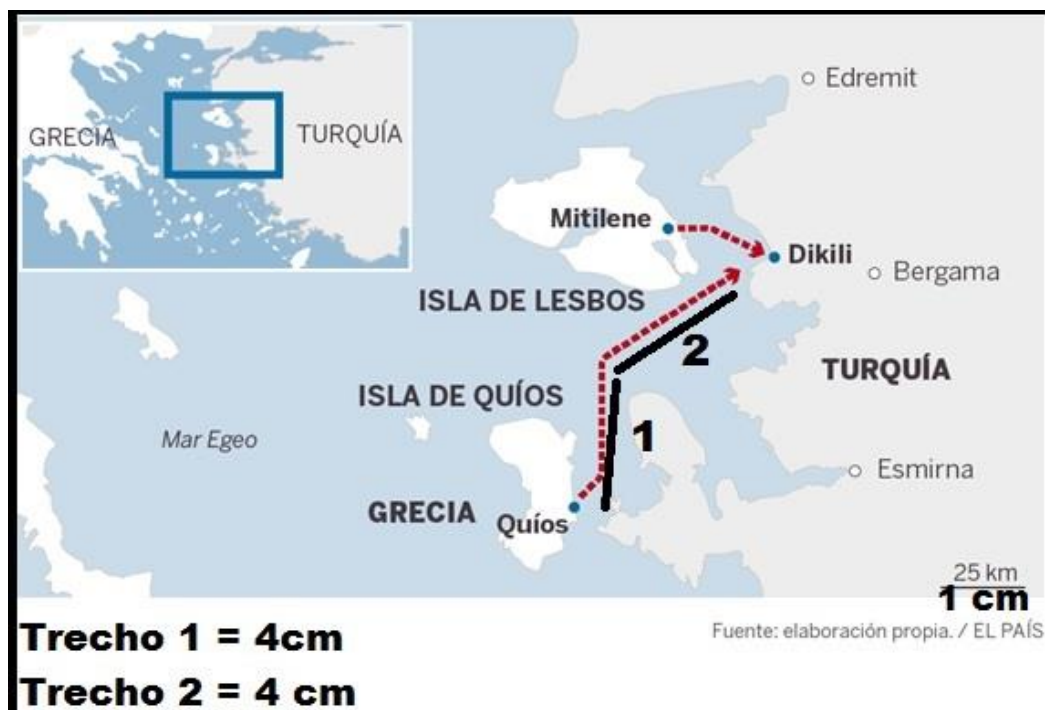 GRECIA
TURQUÍA
Edremit
Mitilene
Dikili
Bergama
ISLA DE LESBOS
2
TURQUÍA
ISLA DE QUÍOS
1
Mar Egeo
Esmirna
GRECIA
Quíos
25 km
1 cm
Trecho 1 = 4cm
Fuente: elaboración propia. / EL PAÍS
Trecho 2 = 4 cm